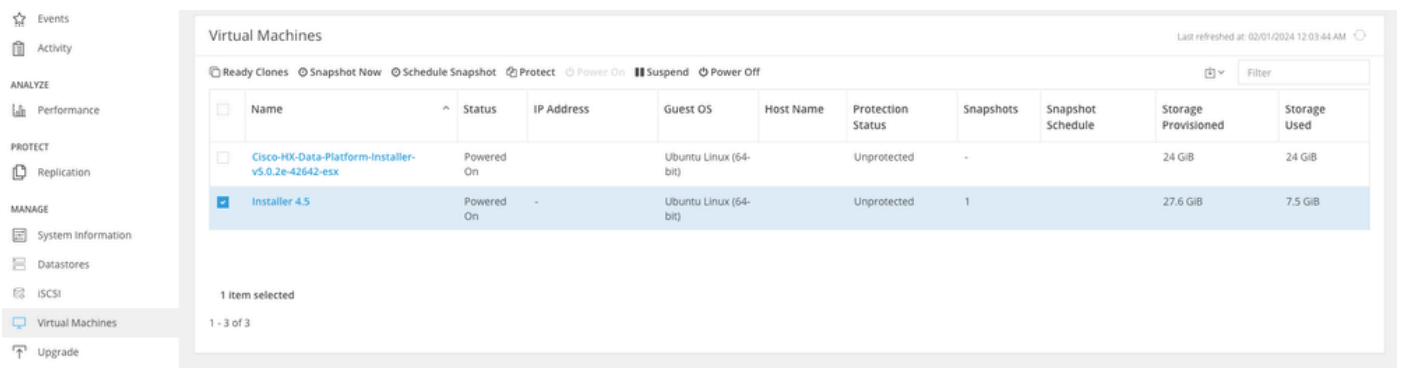 Events
Activity
ANALYZE
Performance
PROTECT
Replication
MANAGE
System Information
Datastores
iSCSI
Virtual Machines
Upgrade
Virtual Machines
Last refreshed at: 02/01/2024 12:03:44 AM
Ready Clones Snapshot Now Schedule Snapshot Protect Power On Suspend Power Off
Filter
Name Status IP Address Guest OS Host Name Protection Snapshots Snapshot Storage Storage
Status Schedule Provisioned Used
Cisco-HX-Data-Platform-Installer- Powered Ubuntu Linux (64- Unprotected - 24 GiB 24 GiB
v5.0.2e-42642-esx On bit)
Installer 4.5 Powered - Ubuntu Linux (64- Unprotected 1 27.6 GiB 7.5 GiB
On bit)
1 item selected
1 - 3 of 3